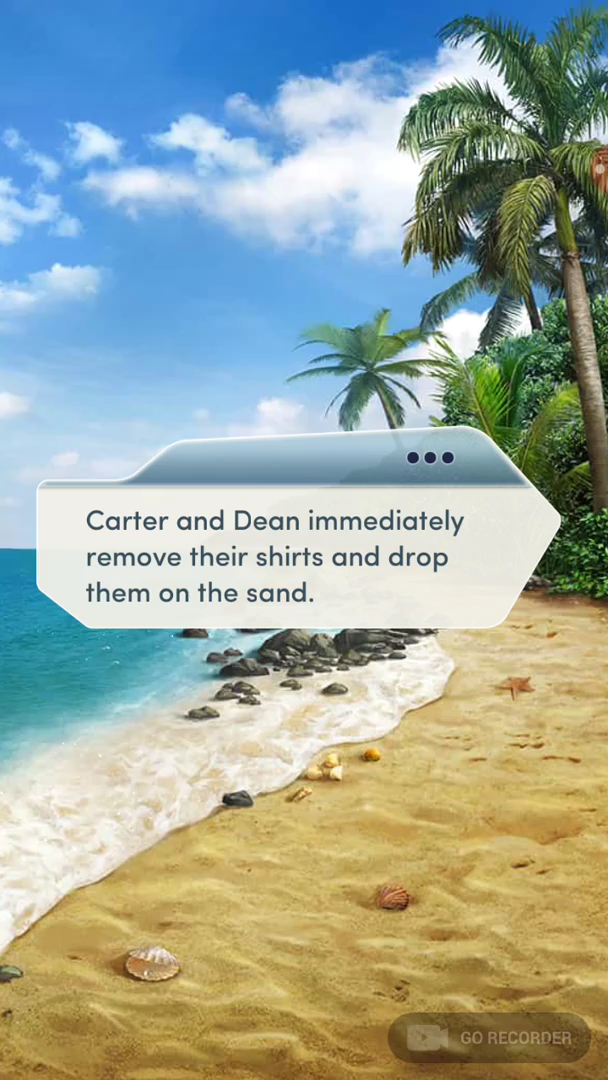 Carter and Dean immediately
remove their shirts and drop
them on the sand.
GO RECORDER